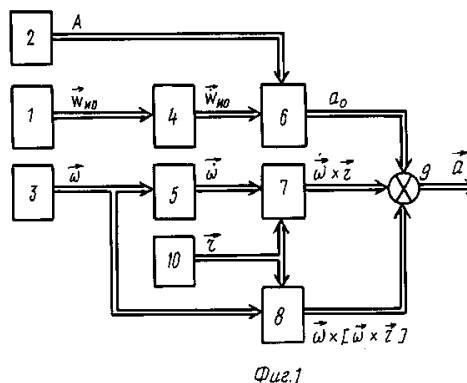 2
A
1
W⃗ио
4
W⃗ио
6
a₀
3
ω⃗
5
ω⃗̇
7
ω⃗̇ × r⃗
9
a⃗
10
r⃗
8
ω⃗ × [ω⃗ × r⃗]
Фиг.1